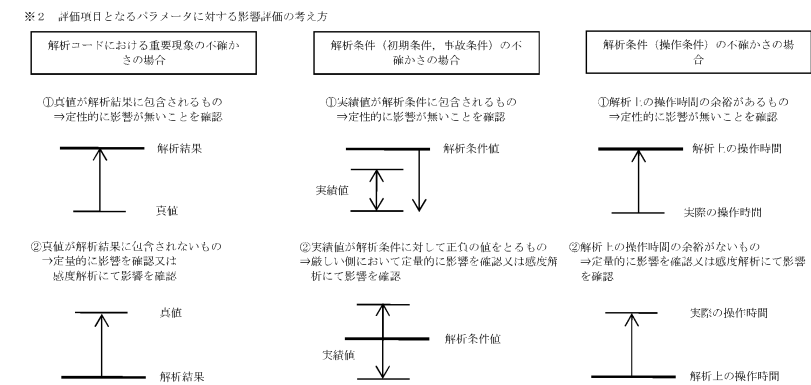 ※2　評価項目となるパラメータに対する影響評価の考え方
解析コードにおける重要現象の不確か
さの場合
①真値が解析結果に包含されるもの
⇒定性的に影響が無いことを確認
解析結果
真値
②真値が解析結果に包含されないもの
⇒定量的に影響を確認又は
感度解析にて影響を確認
真値
解析結果
解析条件（初期条件，事故条件）の不
確かさの場合
①実績値が解析条件に包含されるもの
⇒定性的に影響が無いことを確認
解析条件値
実績値
②実績値が解析条件に対して正負の値をとるもの
⇒厳しい側において定量的に影響を確認又は感度解
析にて影響を確認
解析条件値
実績値
解析条件（操作条件）の不確かさの場
合
①解析上の操作時間の余裕があるもの
⇒定性的に影響が無いことを確認
解析上の操作時間
実際の操作時間
②解析上の操作時間の余裕がないもの
⇒定量的に影響を確認又は感度解析にて影響
を確認
実際の操作時間
解析上の操作時間